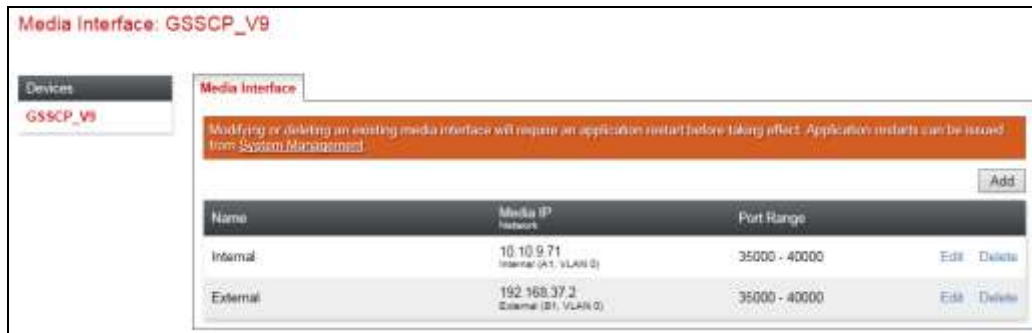 Media Interface: GSSCP_V9
Devices
GSSCP_V9
Media Interface
Modifying or deleting an existing media interface will require an application restart before taking effect. Application restarts can be issued
from System Management.
Add
Name Media IP Port Range
Network
Internal 10.10.9.71 35000 - 40000 Edit Delete
Internal (A1, VLAN 0)
External 192.168.37.2 35000 - 40000 Edit Delete
External (B1, VLAN 0)